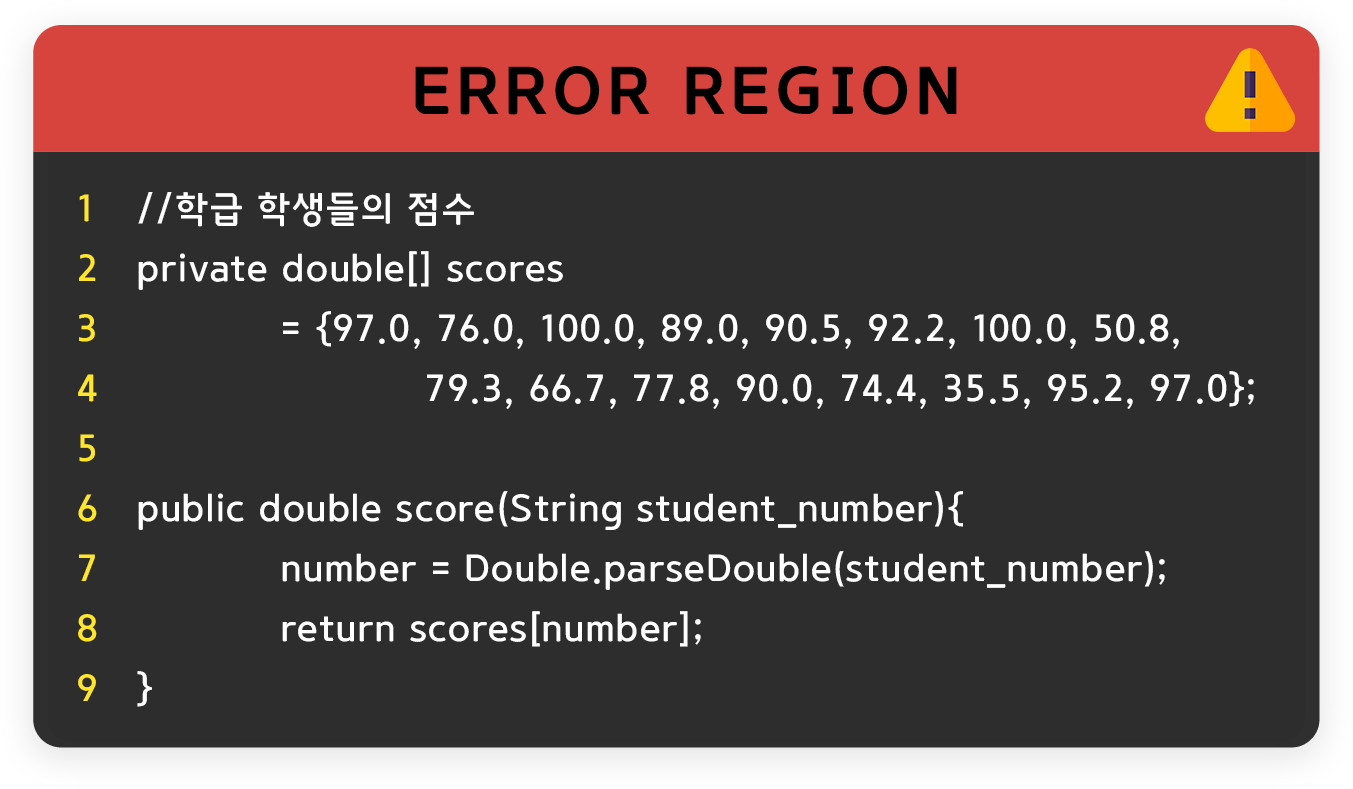 ERROR REGION
1 //학급 학생들의 점수
2 private double[] scores
3 = {97.0, 76.0, 100.0, 89.0, 90.5, 92.2, 100.0, 50.8,
4 79.3, 66.7, 77.8, 90.0, 74.4, 35.5, 95.2, 97.0};
5
6 public double score(String student_number){
7 number = Double.parseDouble(student_number);
8 return scores[number];
9 }